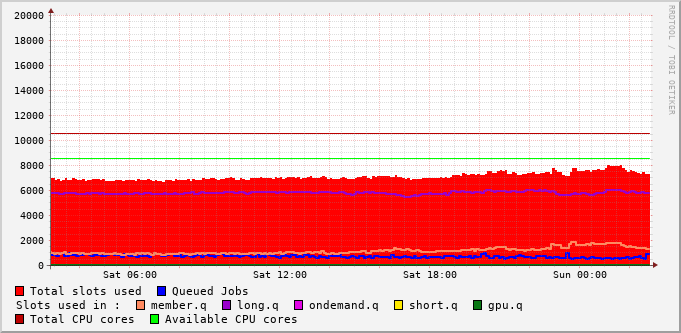 RRDTOOL / TOBI OETIKER
20000
18000
16000
14000
12000
10000
8000
6000
4000
2000
0
Sat 06:00 Sat 12:00 Sat 18:00 Sun 00:00
Total slots used Queued Jobs
Slots used in : member.q long.q ondemand.q short.q gpu.q
Total CPU cores Available CPU cores